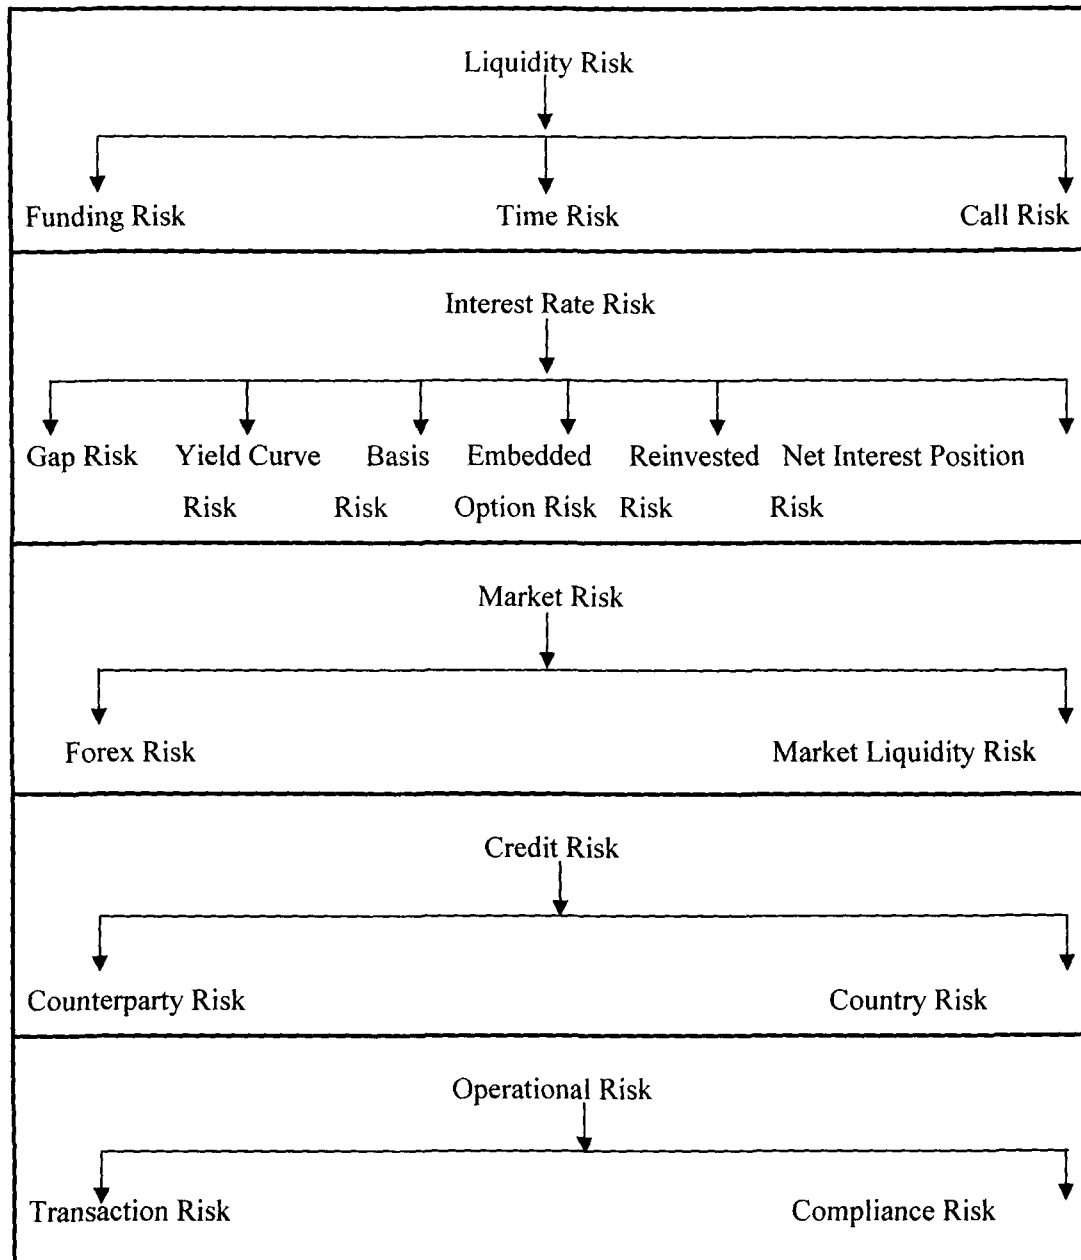 Liquidity Risk
Funding Risk Time Risk Call Risk
Interest Rate Risk
Gap Risk Yield Curve Basis Embedded Reinvested Net Interest Position
Risk Risk Option Risk Risk Risk
Market Risk
Forex Risk Market Liquidity Risk
Credit Risk
Counterparty Risk Country Risk
Operational Risk
Transaction Risk Compliance Risk